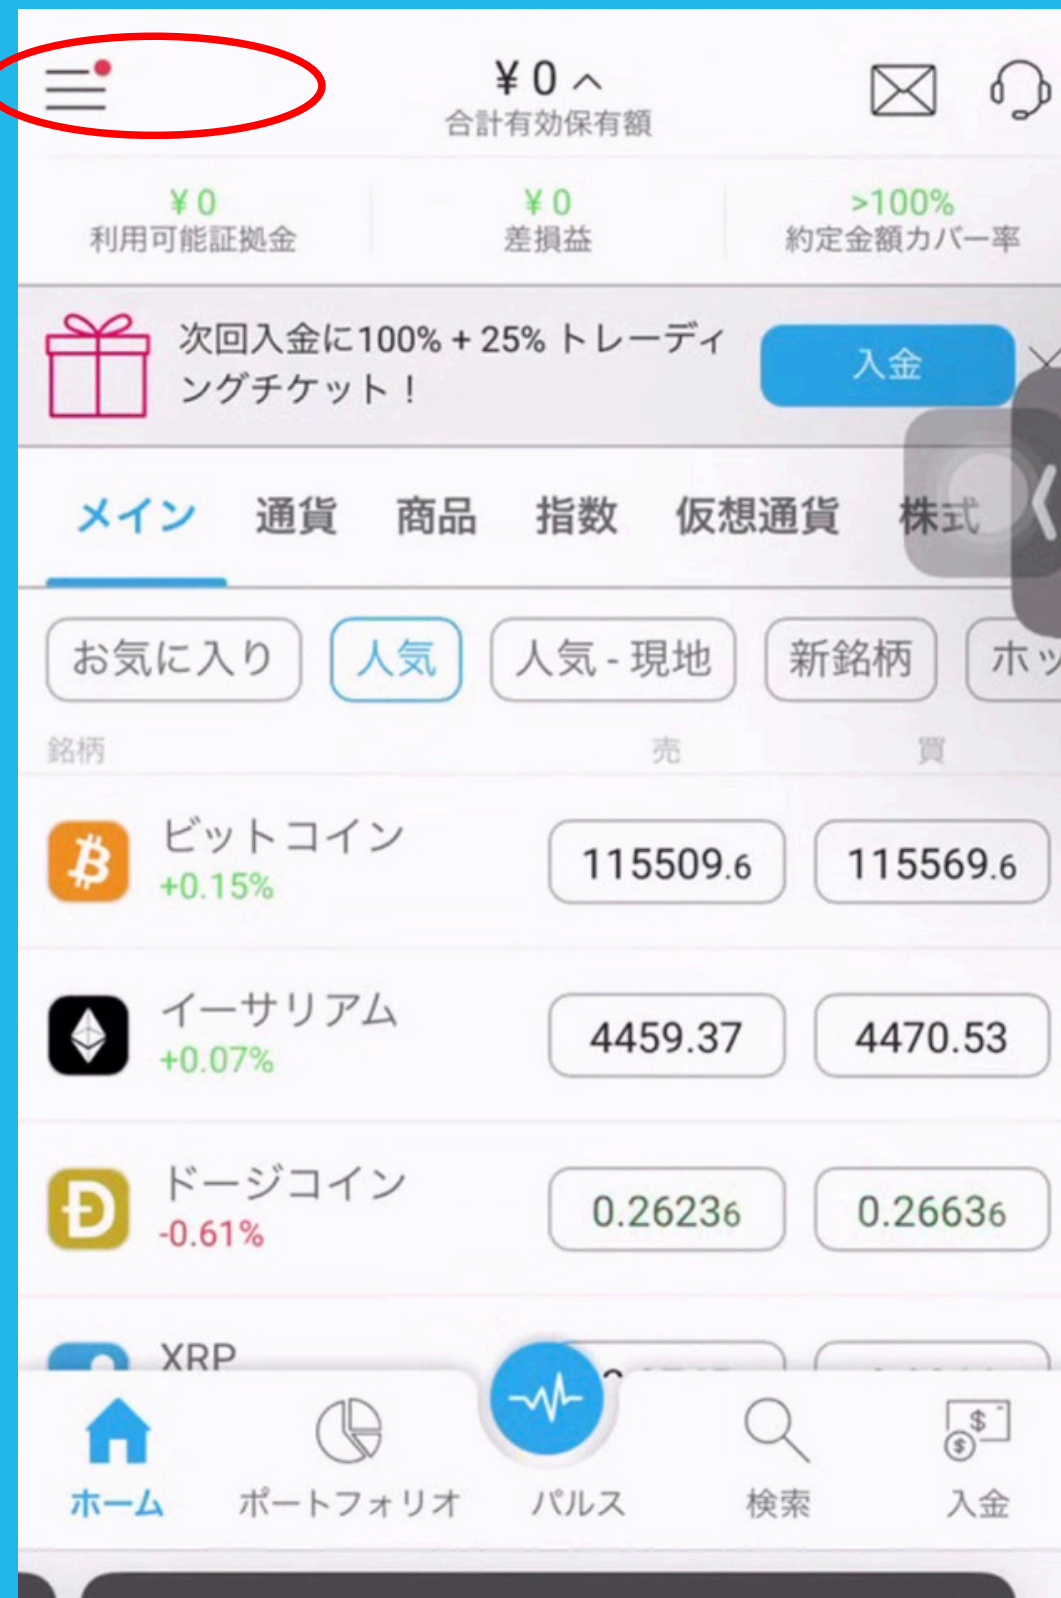 ¥ 0
合計有効保有額
¥ 0
利用可能証拠金
¥ 0
差損益
>100%
約定金額カバー率
次回入金に100% + 25% トレーディ
ングチケット！
入金
メイン 通貨 商品 指数 仮想通貨 株式
お気に入り 人気 人気 - 現地 新銘柄 ホッ
銘柄 売 買
ビットコイン
+0.15%
115509.6 115569.6
イーサリアム
+0.07%
4459.37 4470.53
ドージコイン
-0.61%
0.26236 0.26636
XRP
ホーム ポートフォリオ パルス 検索 入金